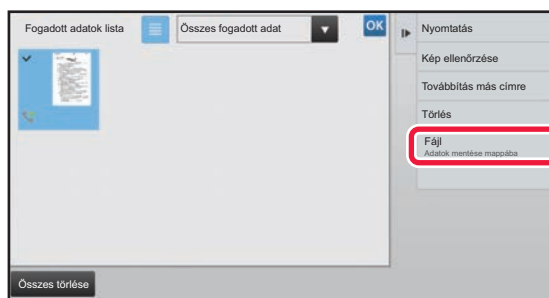 Fogadott adatok lista
Összes fogadott adat
OK
Nyomtatás
Kép ellenőrzése
Továbbítás más címre
Törlés
Fájl
Adatok mentése mappába
Összes törlése